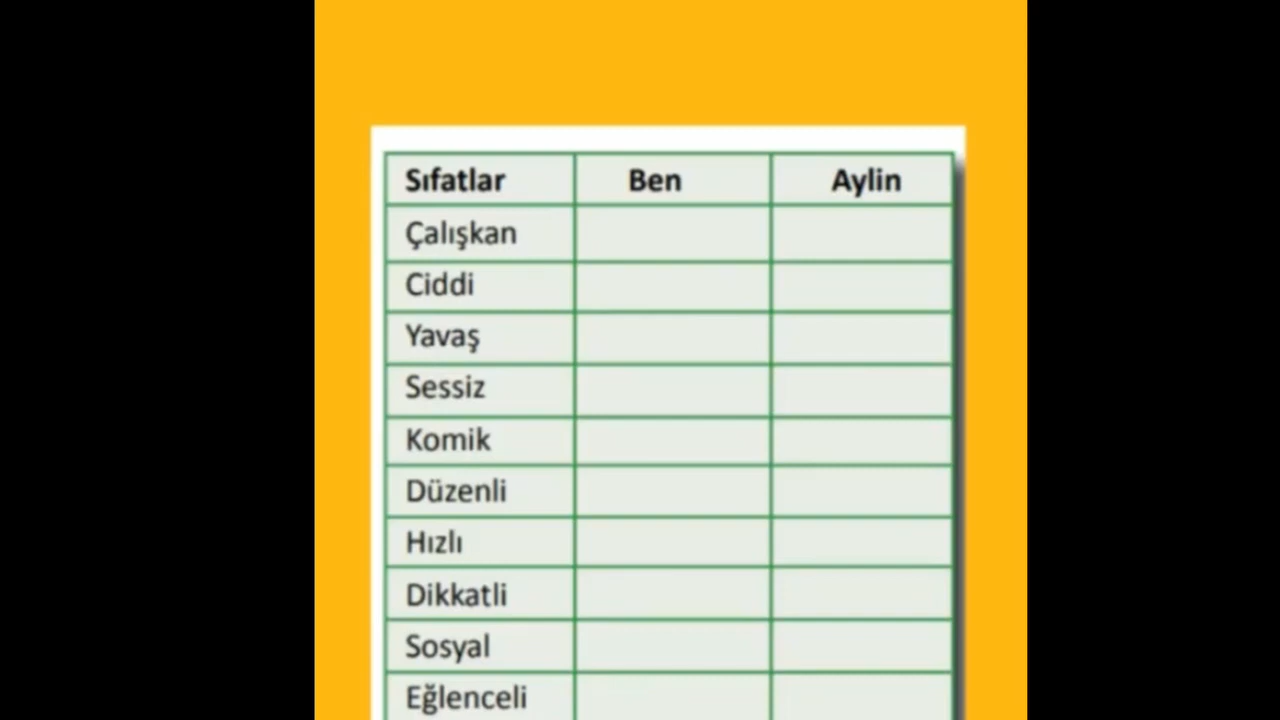 Sıfatlar Ben Aylin
Çalışkan
Ciddi
Yavaş
Sessiz
Komik
Düzenli
Hızlı
Dikkatli
Sosyal
Eğlenceli